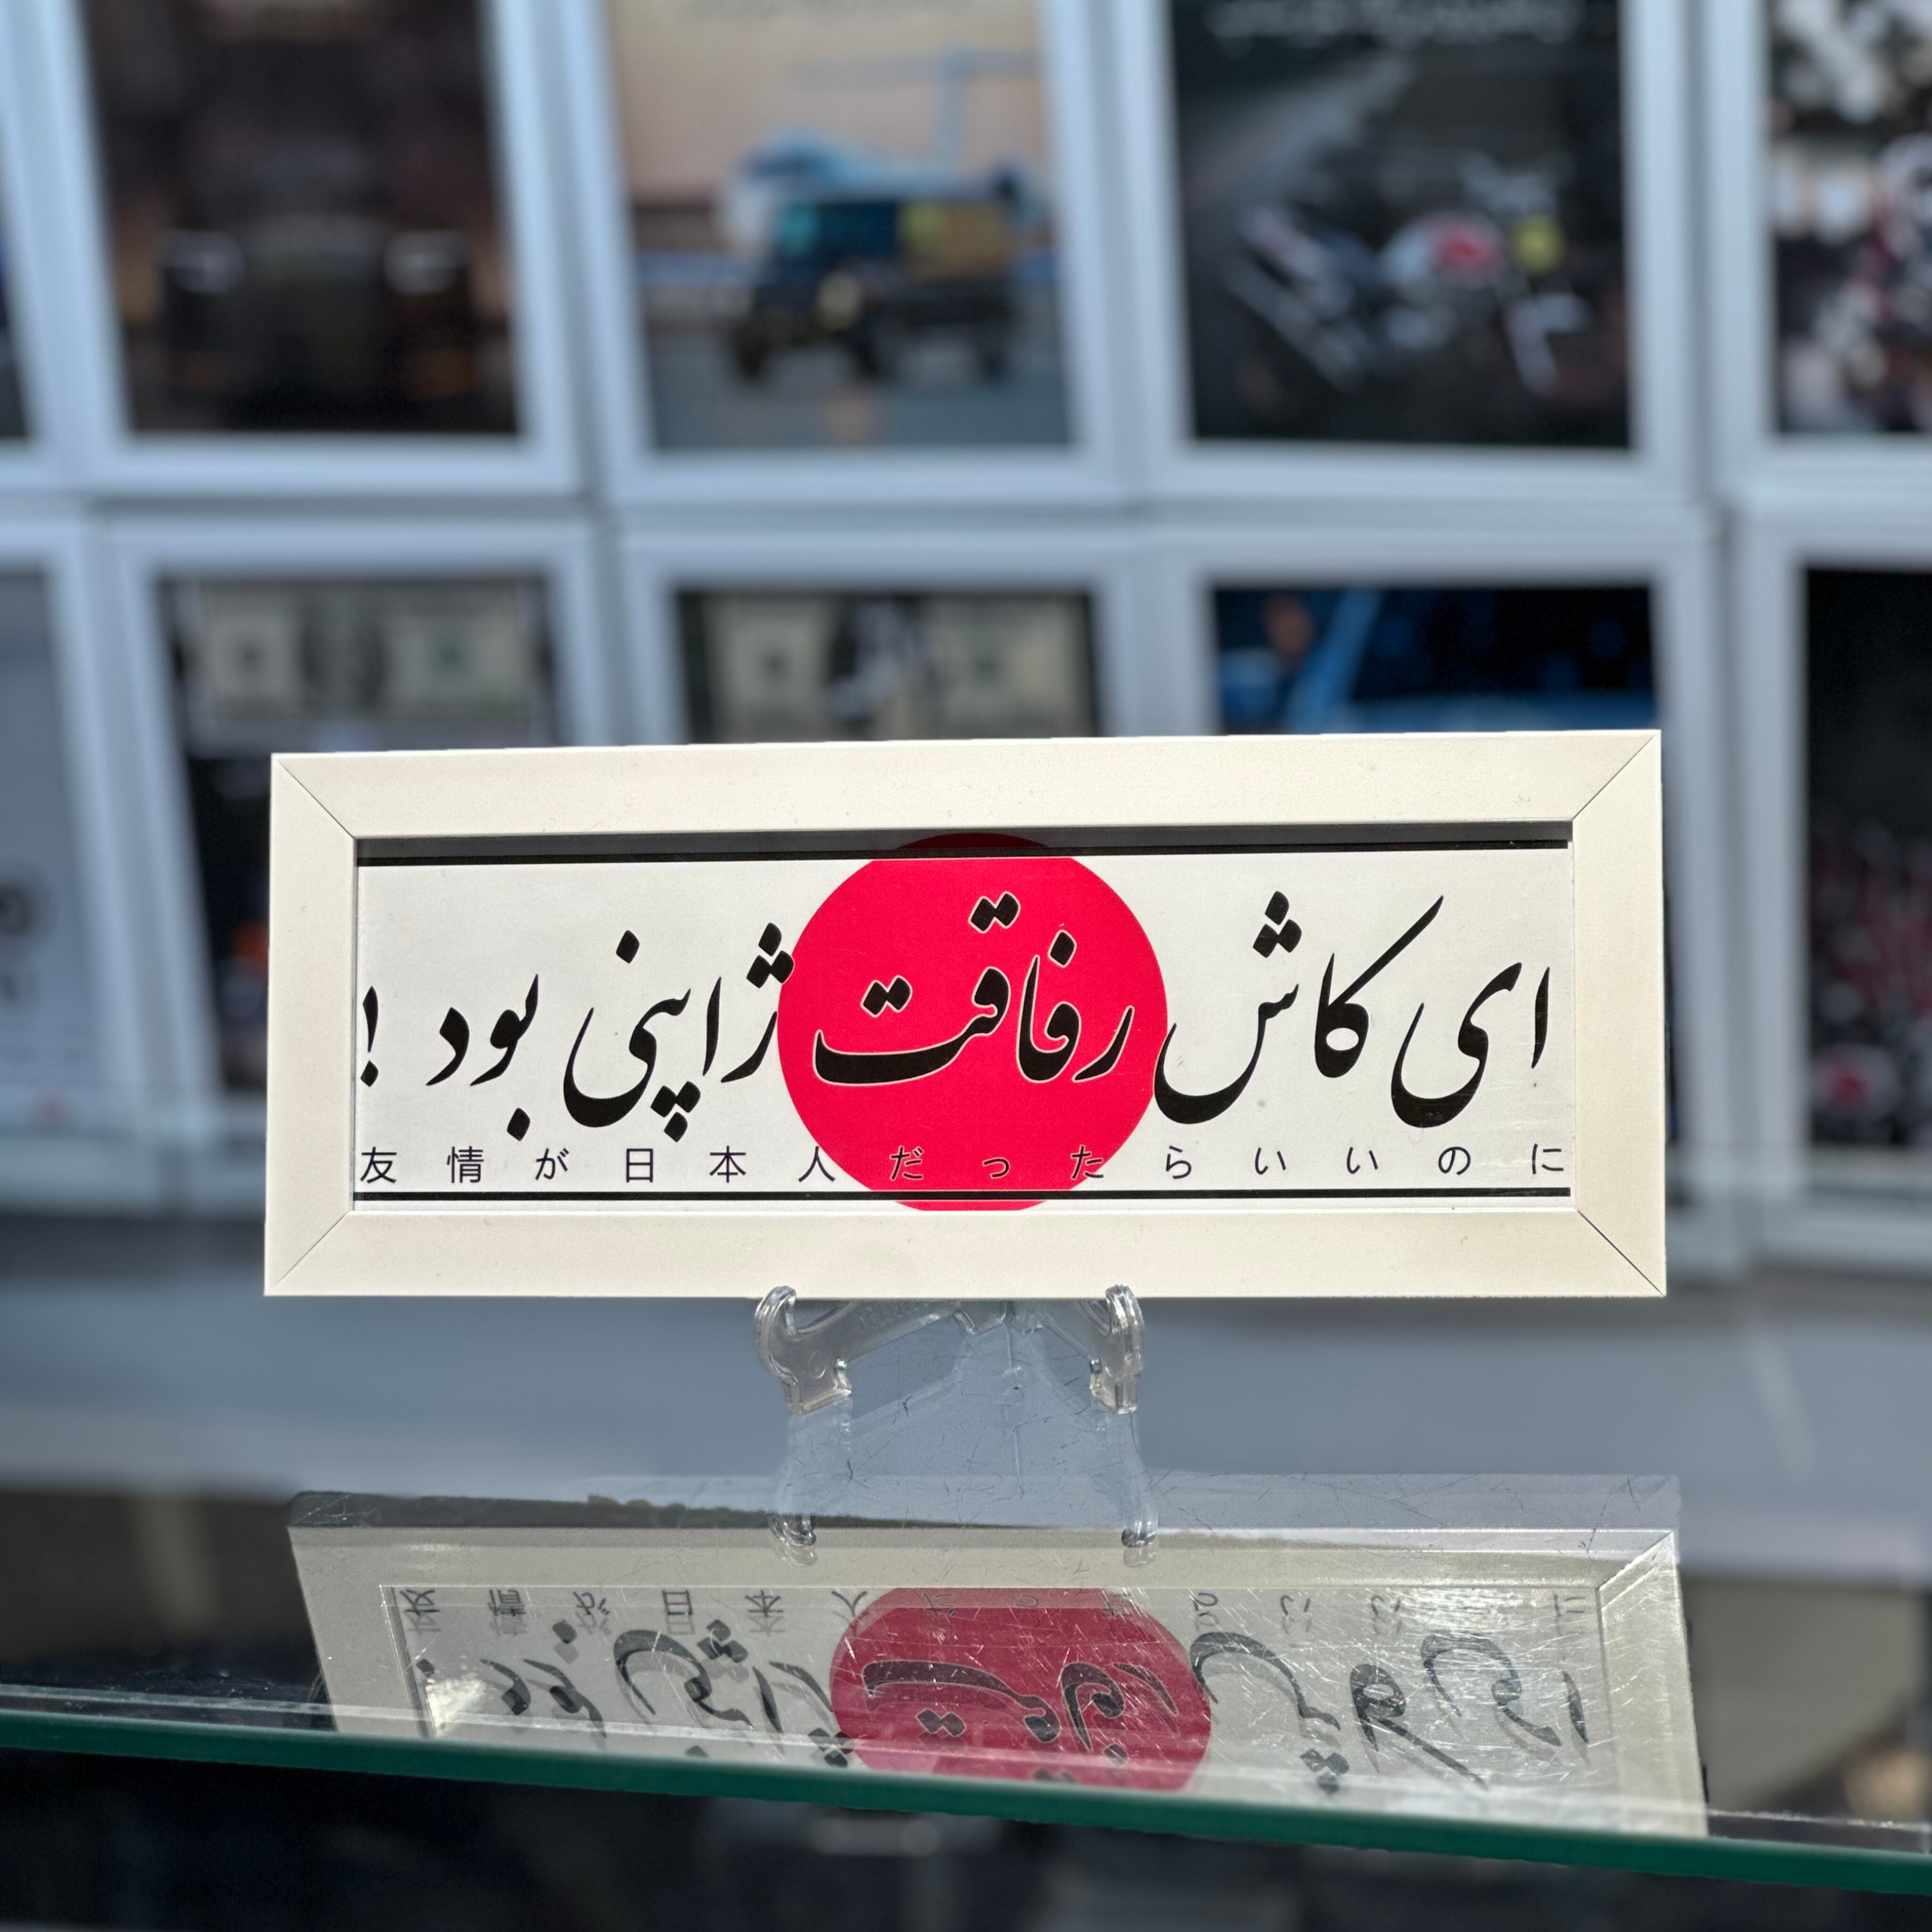 ای کاش رفاقت ژاپنی بود !
友情が日本人だったらいいのに